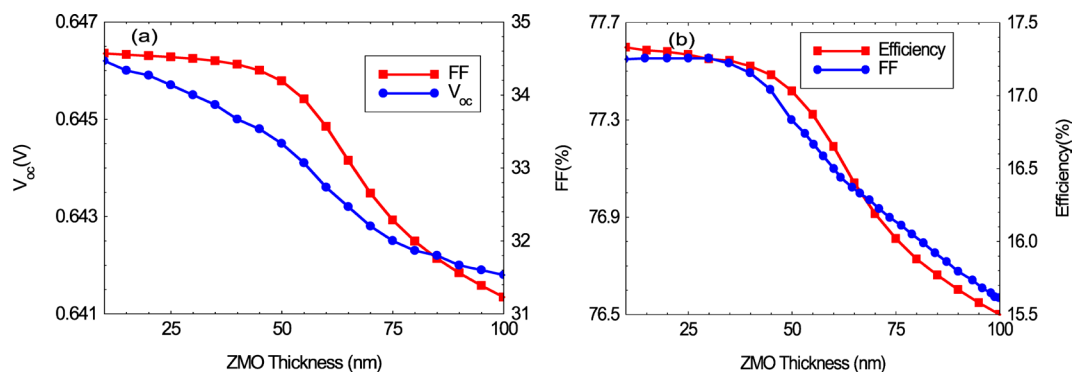 0.647
0.645
0.643
0.641
V_oc(V)
(a)
FF
V_oc
35
34
33
32
31
25
50
75
100
ZMO Thickness (nm)
77.7
77.3
76.9
76.5
FF(%)
(b)
Efficiency
FF
17.5
17.0
16.5
16.0
15.5
Efficiency(%)
25
50
75
100
ZMO Thickness (nm)